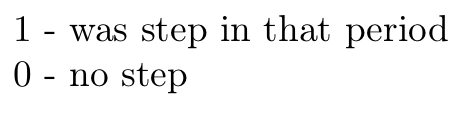 1 - was step in that period
0 - no step